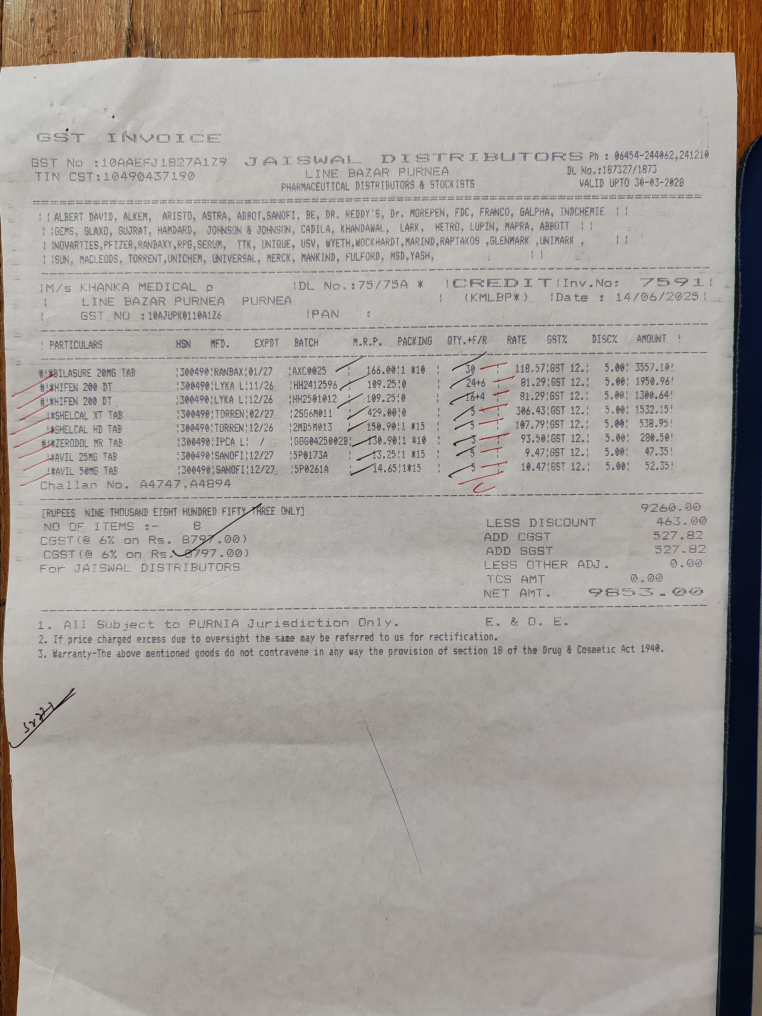 GST INVOICE
GST No :10AAEFJ1827A1Z9 JAISWAL DISTRIBUTORS Ph : 06454-244062,241210
TIN CST:10490437190 LINE BAZAR PURNEA DL No.:187327/1873
PHARMACEUTICAL DISTRIBUTORS & STOCKISTS VALID UPTO 30-03-2028
ALBERT DAVID, ALKEM, ARISTO, ASTRA, ABBOT,SANOFI, BE, DR. REDDY'S, Dr. MOREPEN, FDC, FRANCO, GALPHA, INDCHEMIE
GEMS, GLAXO, GUJRAT, HAMDARD, JOHNSON & JOHNSON, CADILA, KHANDAWAL, LARK, HETRO, LUPIN, MAPRA, ABBOTT
INOVARTIES,PFIZER,RANBAXY,RPG,SERUM, TTK, UNIQUE, USV, WYETH,WOCKHARDT,MARIND,RAPTAKOS ,GLENMARK ,UNIMARK ,
SUN, MACLEODS, TORRENT,UNICHEM, UNIVERSAL, MERCK, MANKIND, FULFORD, MSD,YASH,
M/s KHANKA MEDICAL p DL No.:75/75A * CREDIT Inv.No: 7591
LINE BAZAR PURNEA PURNEA (KMLBP*) Date : 14/06/2025
GST NO :10AJUPK0110A1Z6 PAN :
PARTICULARS HSN MFD. EXPDT BATCH M.R.P. PACKING QTY.+F/R RATE GST% DISC% AMOUNT
(KMLBP*)
#!*BILASURE 20MG TAB 300490 RANBAX 01/27 AXC0025 166.00 1 *10 30 118.57 GST 12. 5.00 3557.10
#!*HIFEN 200 DT 300490 LYKA L 11/26 HH2412596 109.25 0 24+6 81.29 GST 12. 5.00 1950.96
#!*HIFEN 200 DT 300490 LYKA L 12/26 HH2501012 109.25 0 16+4 81.29 GST 12. 5.00 1300.64
!*SHELCAL XT TAB 300490 TORREN 02/27 2SS6M011 429.00 0 5 306.43 GST 12. 5.00 1532.15
!*SHELCAL HD TAB 300490 TORREN 12/26 2MB5M013 150.90 1 *15 5 107.79 GST 12. 5.00 538.95
#!*ZERODOL MR TAB 300490 IPCA L / GGG0425002B 130.90 1 *10 3 93.50 GST 12. 5.00 280.50
!*AVIL 25MG TAB 300490 SANOFI 12/27 5P0173A 13.25 1 *15 5 9.47 GST 12. 5.00 47.35
!*AVIL 50MG TAB 300490 SANOFI 12/27 5P0261A 14.65 1*15 5 10.47 GST 12. 5.00 52.35
Challan No. A4747,A4894
[RUPEES NINE THOUSAND EIGHT HUNDRED FIFTY THREE ONLY] 9260.00
NO OF ITEMS :- 8 LESS DISCOUNT 463.00
CGST(@ 6% on Rs. 8797.00) ADD CGST 527.82
CGST(@ 6% on Rs. 8797.00) ADD SGST 527.82
For JAISWAL DISTRIBUTORS LESS OTHER ADJ. 0.00
TCS AMT 0.00
NET AMT. 9853.00
1. All Subject to PURNIA Jurisdiction Only. E. & O. E.
2. If price charged excess due to oversight the same may be referred to us for rectification.
3. Warranty-The above mentioned goods do not contravene in any way the provision of section 18 of the Drug & Cosmetic Act 1940.